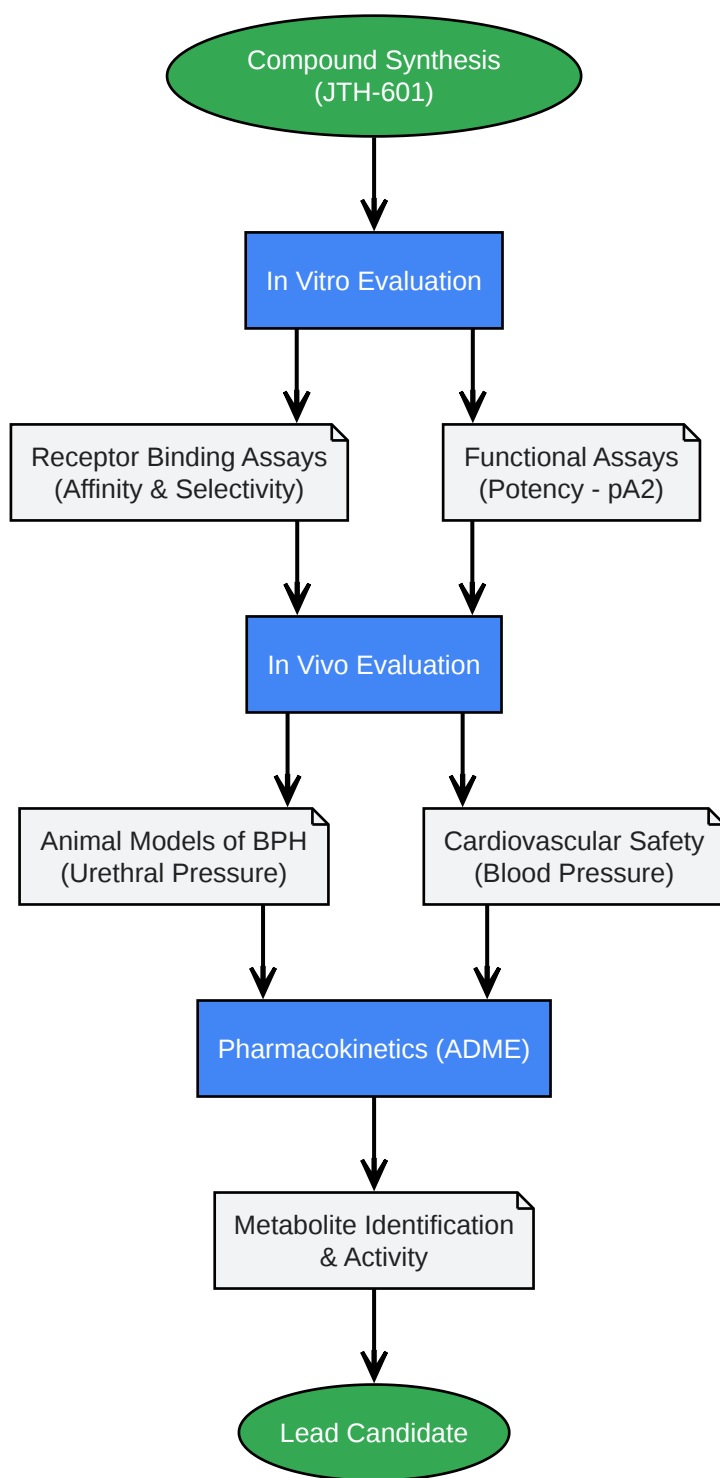 Compound Synthesis
(JTH-601)
In Vitro Evaluation
Receptor Binding Assays
(Affinity & Selectivity)
Functional Assays
(Potency - pA2)
In Vivo Evaluation
Animal Models of BPH
(Urethral Pressure)
Cardiovascular Safety
(Blood Pressure)
Pharmacokinetics (ADME)
Metabolite Identification
& Activity
Lead Candidate